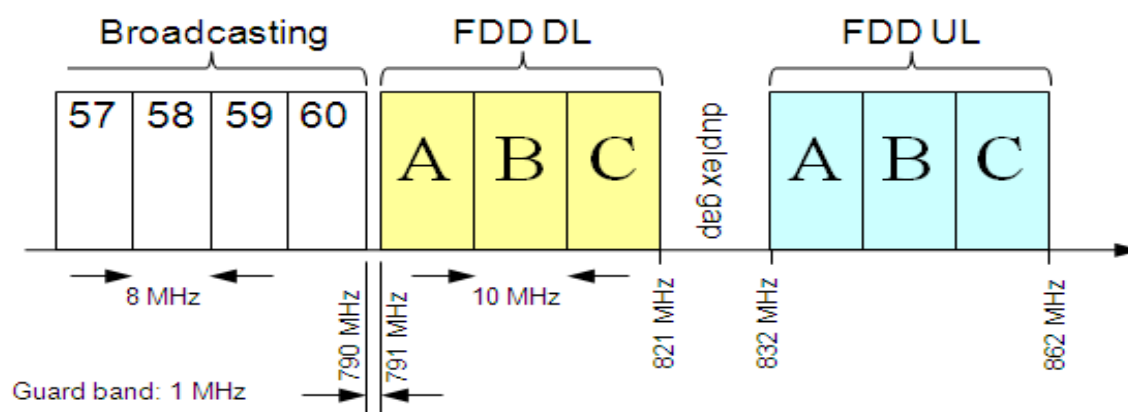 Broadcasting FDD DL FDD UL
57 58 59 60 A B C duplex gap A B C
8 MHz 10 MHz
790 MHz 791 MHz 821 MHz 832 MHz 862 MHz
Guard band: 1 MHz